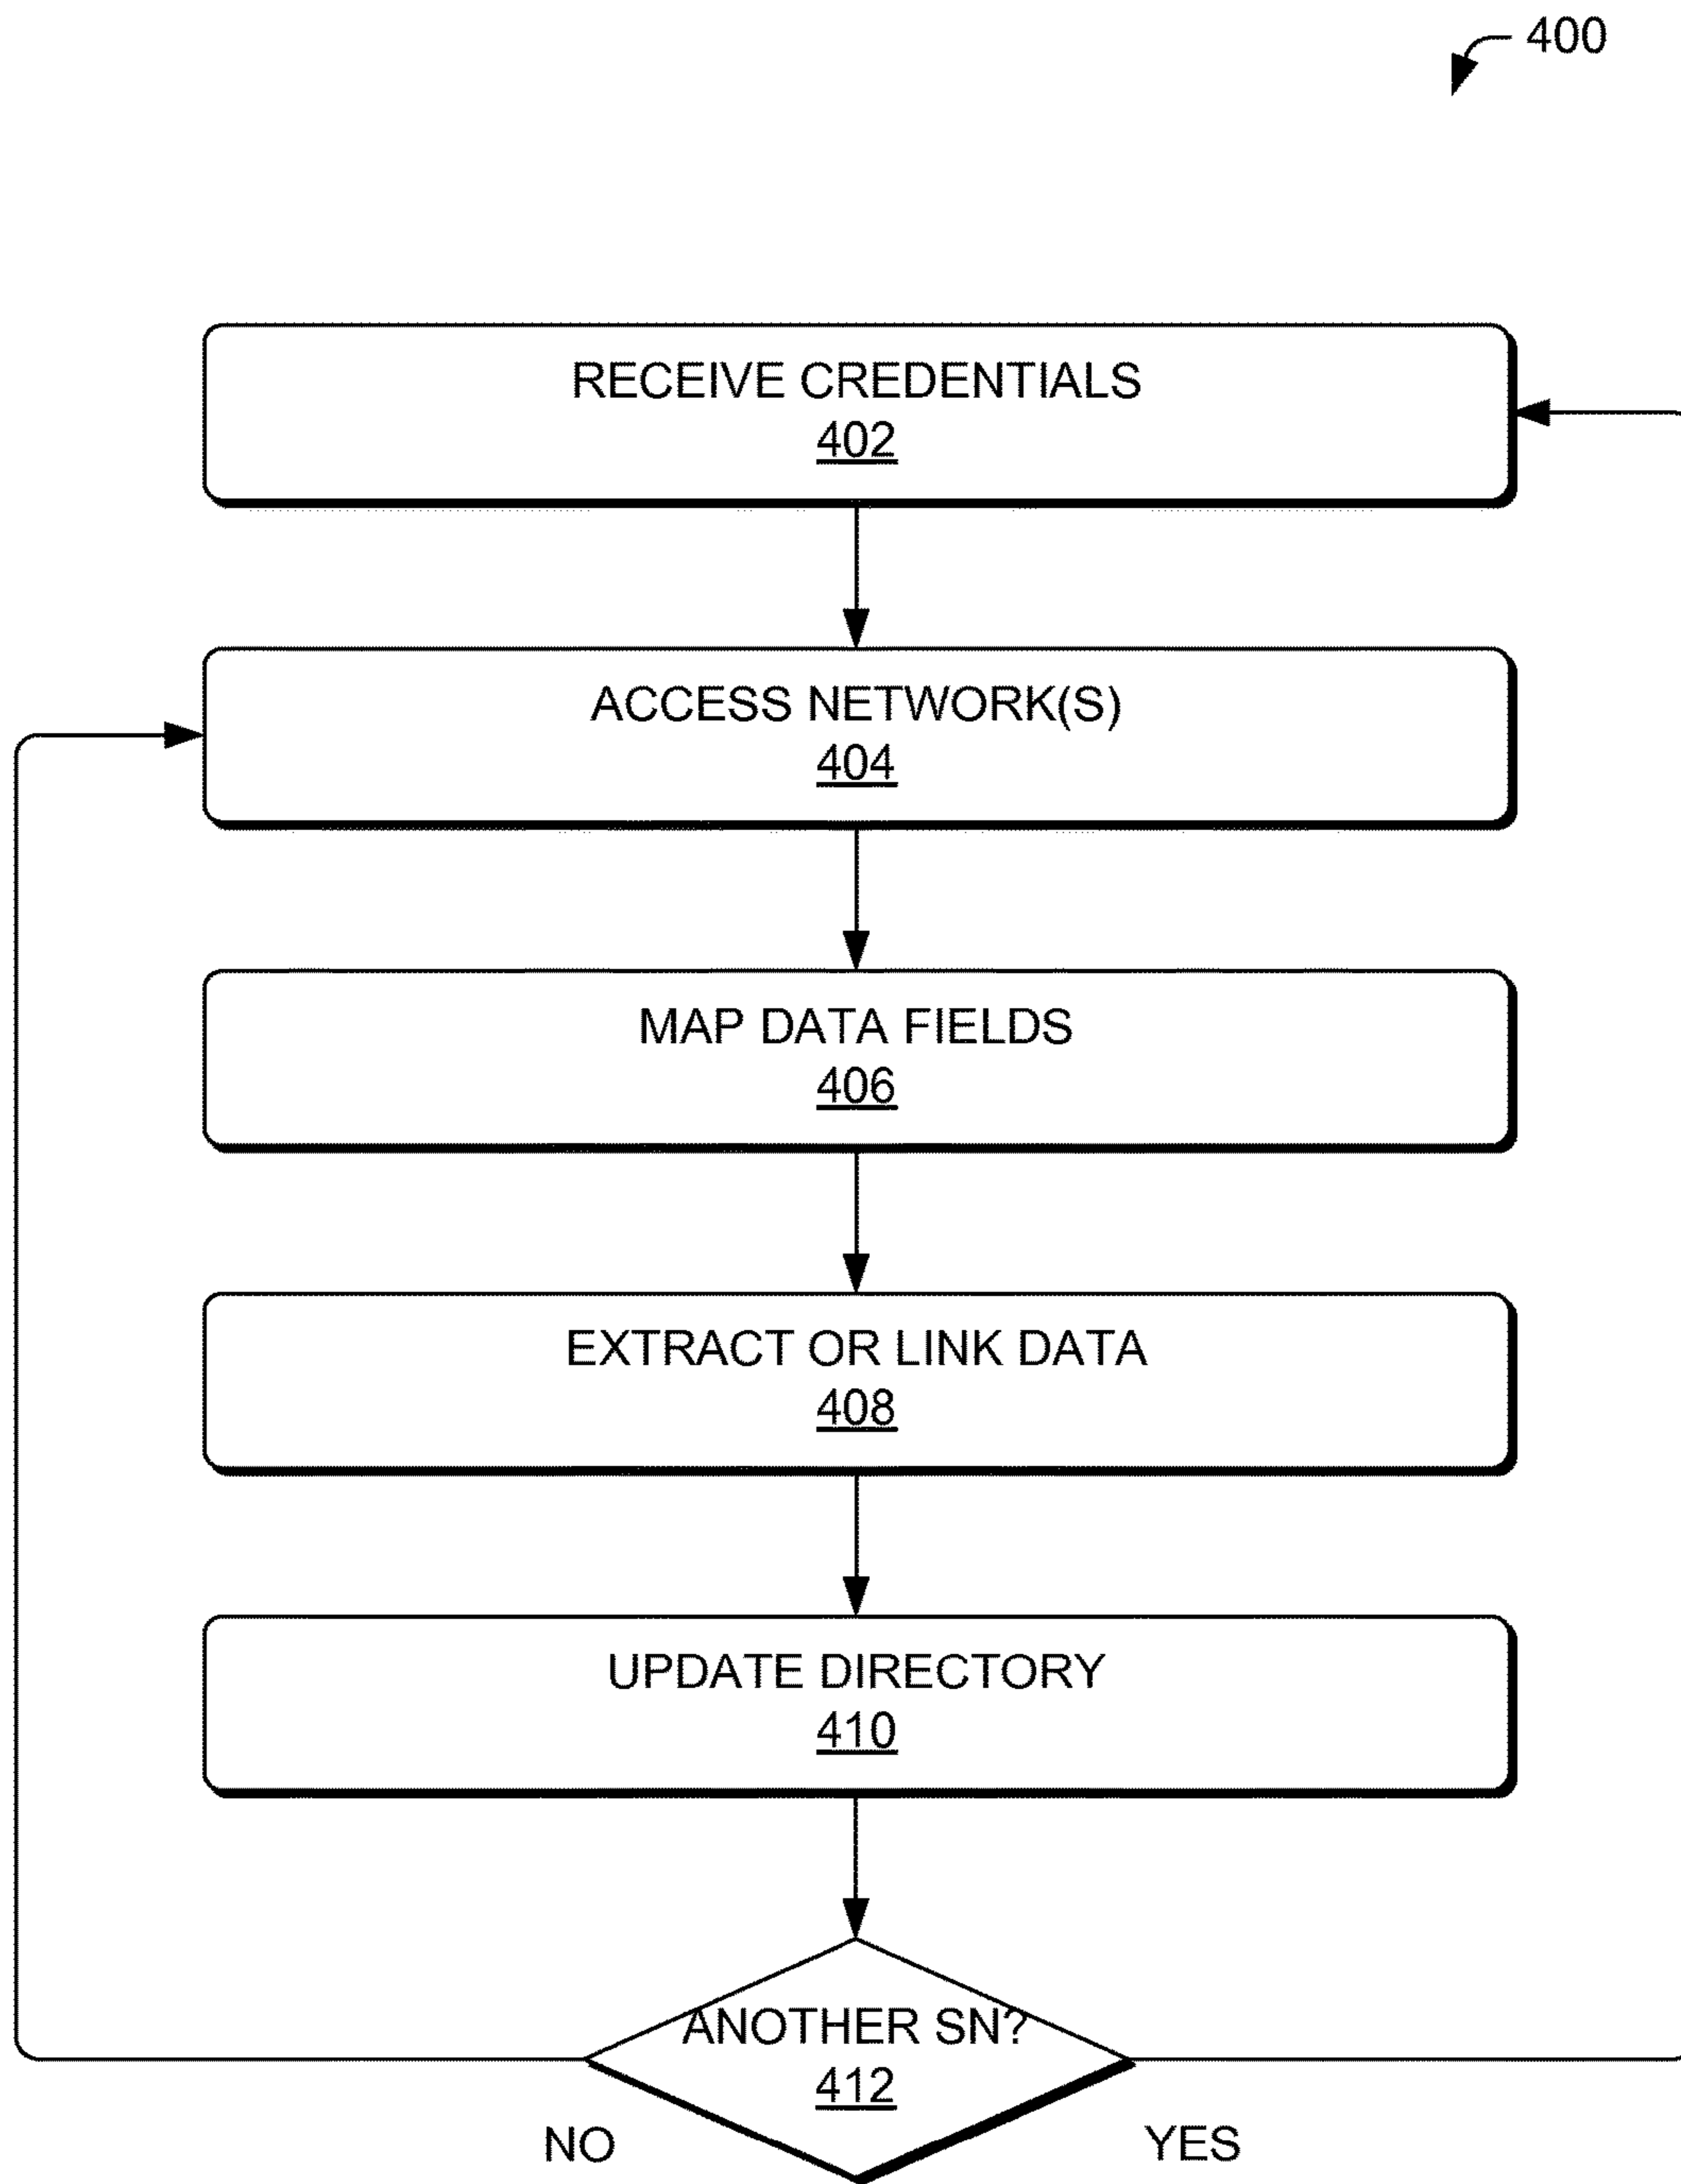 400
RECEIVE CREDENTIALS
402
ACCESS NETWORK(S)
404
MAP DATA FIELDS
406
EXTRACT OR LINK DATA
408
UPDATE DIRECTORY
410
ANOTHER SN?
412
NO
YES